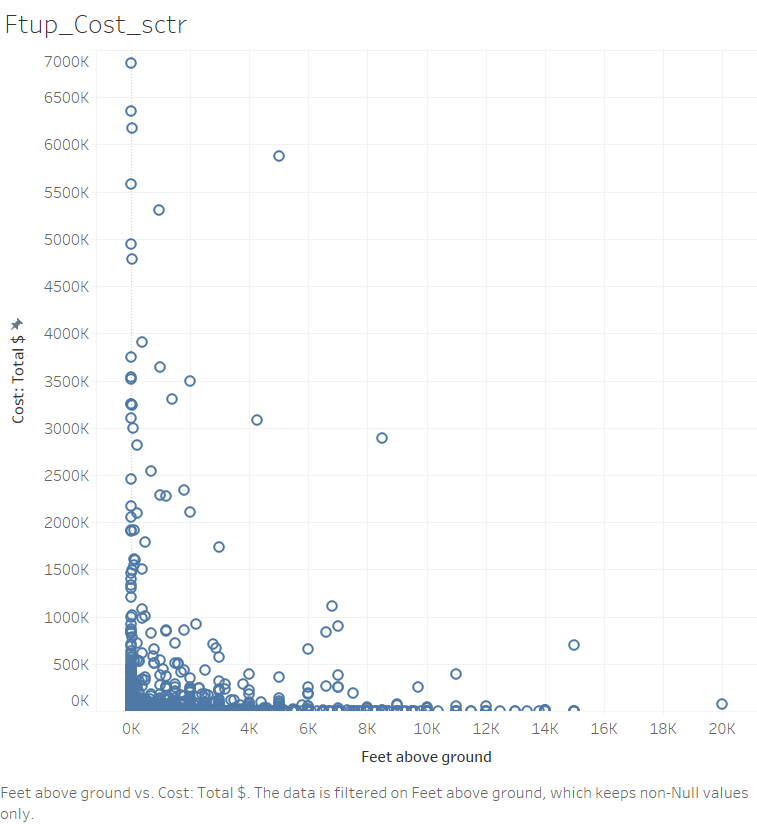 Ftup_Cost_sctr
7000K
6500K
6000K
5500K
5000K
4500K
4000K
3500K
3000K
2500K
2000K
1500K
1000K
500K
0K
Cost: Total $
0K 2K 4K 6K 8K 10K 12K 14K 16K 18K 20K
Feet above ground
Feet above ground vs. Cost: Total $. The data is filtered on Feet above ground, which keeps non-Null values
only.